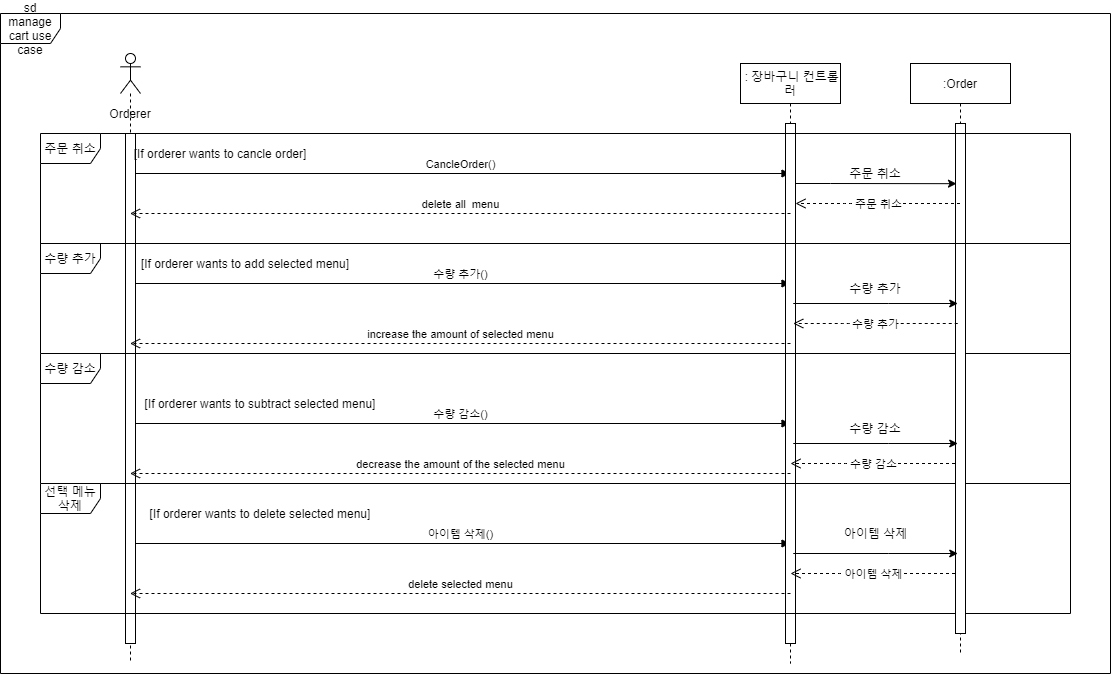 sd
manage
cart use
case
Orderer
: 장바구니 컨트롤
러
:Order
주문 취소
[If orderer wants to cancle order]
CancleOrder()
주문 취소
delete all  menu
주문 취소
수량 추가
[If orderer wants to add selected menu]
수량 추가()
수량 추가
수량 추가
increase the amount of selected menu
수량 감소
[If orderer wants to subtract selected menu]
수량 감소()
수량 감소
decrease the amount of the selected menu
수량 감소
선택 메뉴
삭제
[If orderer wants to delete selected menu]
아이템 삭제()
아이템 삭제
아이템 삭제
delete selected menu